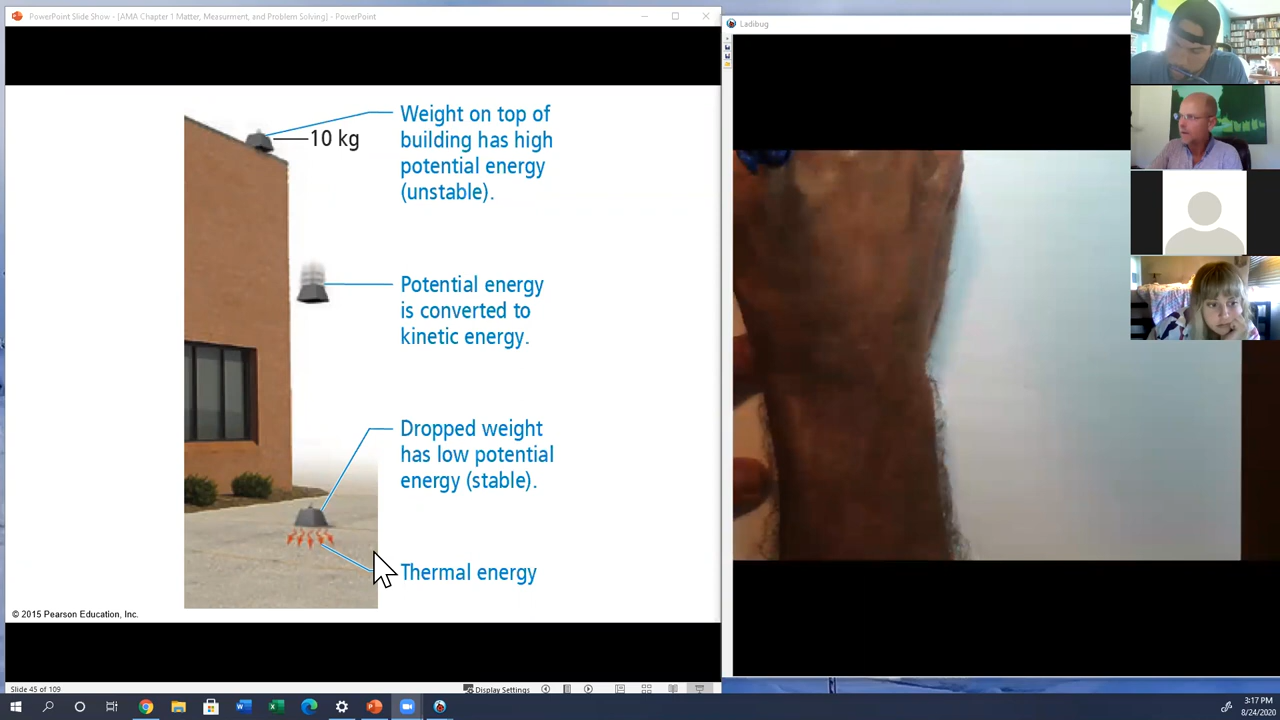 PowerPoint Slide Show - [AMA Chapter 1 Matter, Measurment, and Problem Solving] - PowerPoint
Ladibug
Weight on top of
building has high
potential energy
(unstable).
10 kg
Potential energy
is converted to
kinetic energy.
Dropped weight
has low potential
energy (stable).
Thermal energy
© 2015 Pearson Education, Inc.
Slide 45 of 109
Display Settings
3:17 PM
8/24/2020